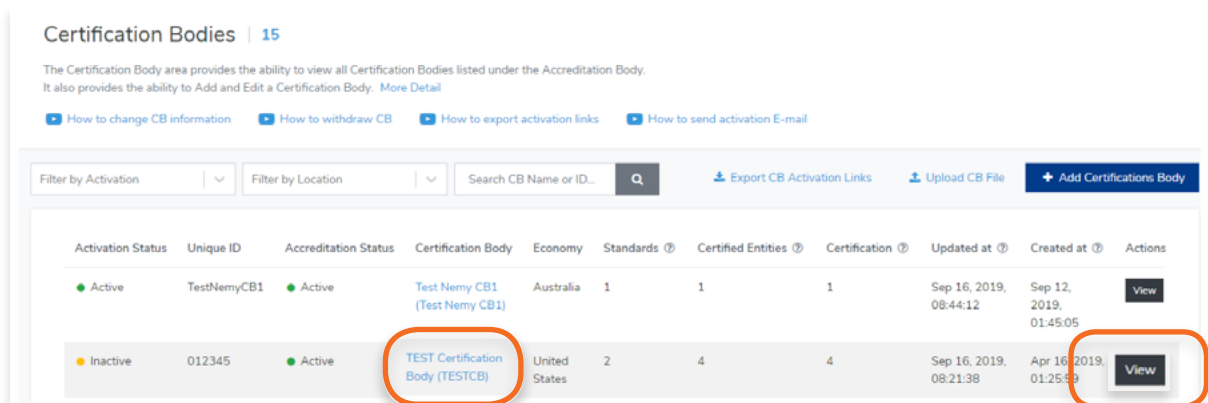 Certification Bodies | 15
The Certification Body area provides the ability to view all Certification Bodies listed under the Accreditation Body.
It also provides the ability to Add and Edit a Certification Body. More Detail
How to change CB information How to withdraw CB How to export activation links How to send activation E-mail
Filter by Activation Filter by Location Search CB Name or ID... Export CB Activation Links Upload CB File + Add Certifications Body
Activation Status Unique ID Accreditation Status Certification Body Economy Standards ? Certified Entities ? Certification ? Updated at ? Created at ? Actions
Active TestNemyCB1 Active Test Nemy CB1 Australia 1 1 1 Sep 16, 2019, Sep 12, View
(Test Nemy CB1) 08:44:12 2019,
01:45:05
Inactive 012345 Active TEST Certification United 2 4 4 Sep 16, 2019, Apr 16, 2019, View
Body (TESTCB) States 08:21:38 01:25:59